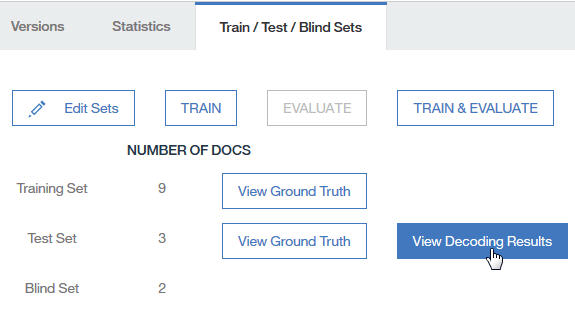 Versions Statistics Train / Test / Blind Sets
Edit Sets TRAIN EVALUATE TRAIN & EVALUATE
NUMBER OF DOCS
Training Set 9 View Ground Truth
Test Set 3 View Ground Truth View Decoding Results
Blind Set 2